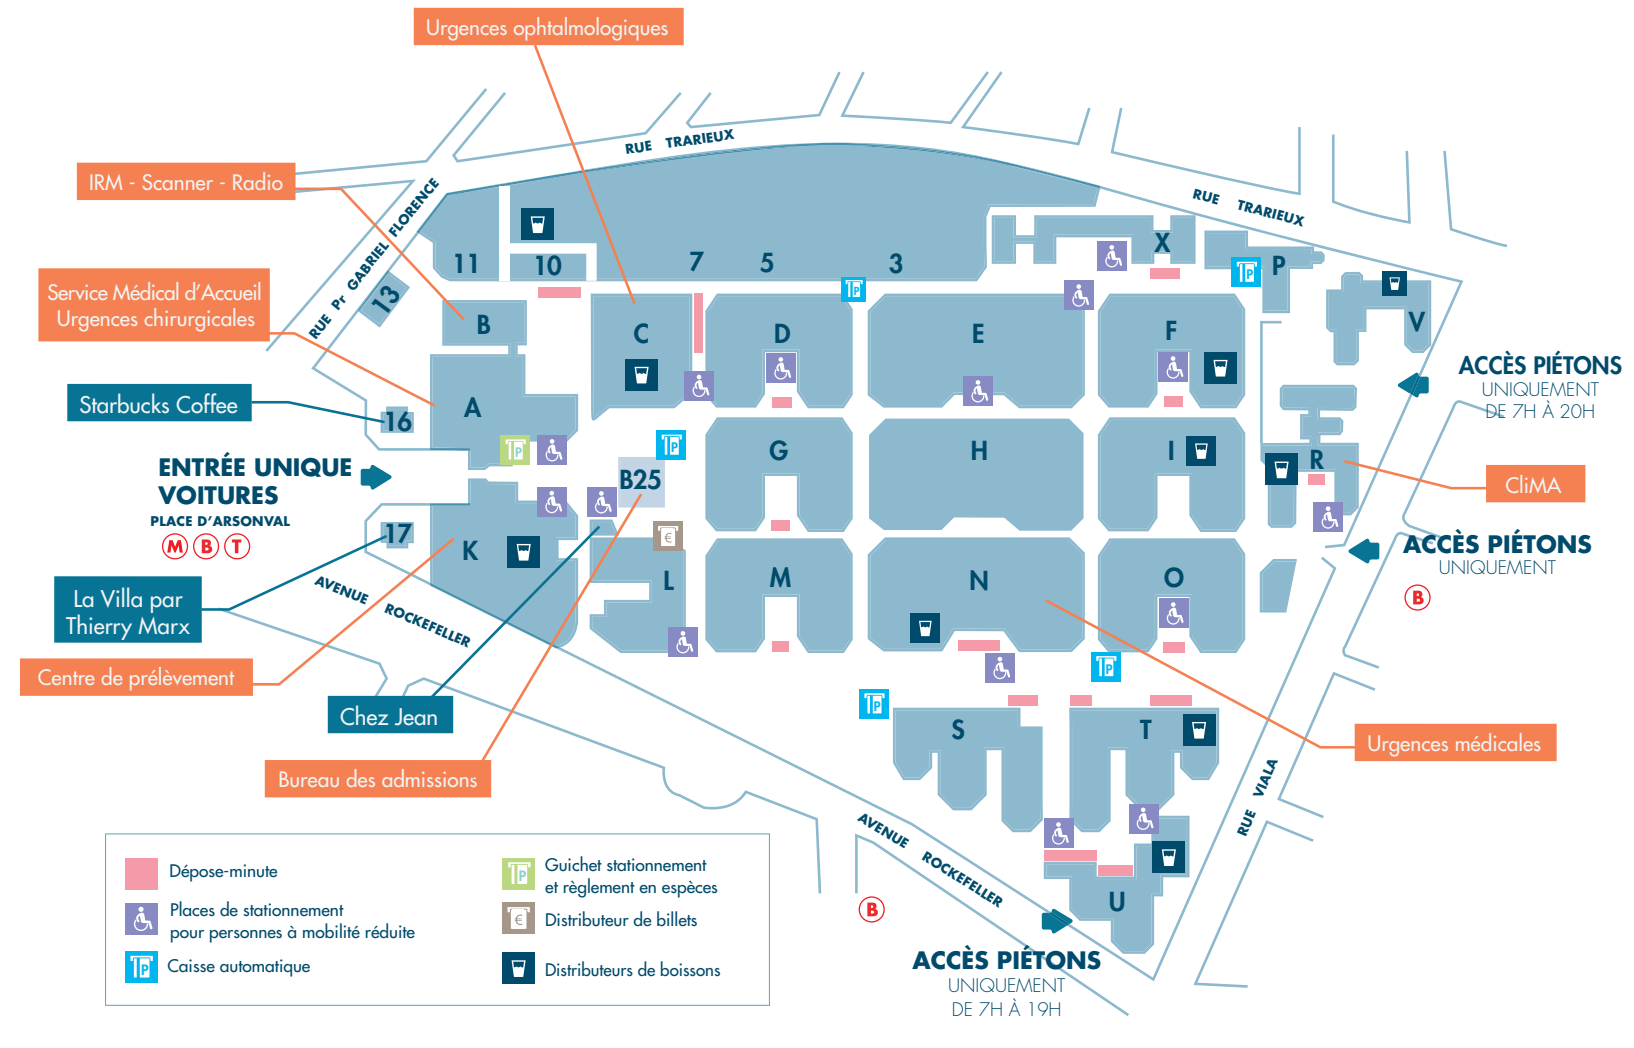 Urgences ophtalmologiques
RUE TRARIEUX
IRM - Scanner - Radio
RUE Pr GABRIEL FLORENCE
RUE TRARIEUX
X
11
10
7
5
3
P
13
Service Médical d'Accueil
Urgences chirurgicales
B
C
D
E
F
V
ACCÈS PIÉTONS
UNIQUEMENT
DE 7H À 20H
Starbucks Coffee
16
A
G
H
I
R
ENTRÉE UNIQUE
VOITURES
PLACE D'ARSONVAL
M B T
B25
CliMA
17
K
ACCÈS PIÉTONS
UNIQUEMENT
B
La Villa par
Thierry Marx
AVENUE ROCKEFELLER
L
M
N
O
Centre de prélèvement
Chez Jean
S
T
Urgences médicales
Bureau des admissions
RUE VIALA
AVENUE ROCKEFELLER
B
U
ACCÈS PIÉTONS
UNIQUEMENT
DE 7H À 19H
Dépose-minute
Places de stationnement
pour personnes à mobilité réduite
Caisse automatique
Guichet stationnement
et règlement en espèces
Distributeur de billets
Distributeurs de boissons